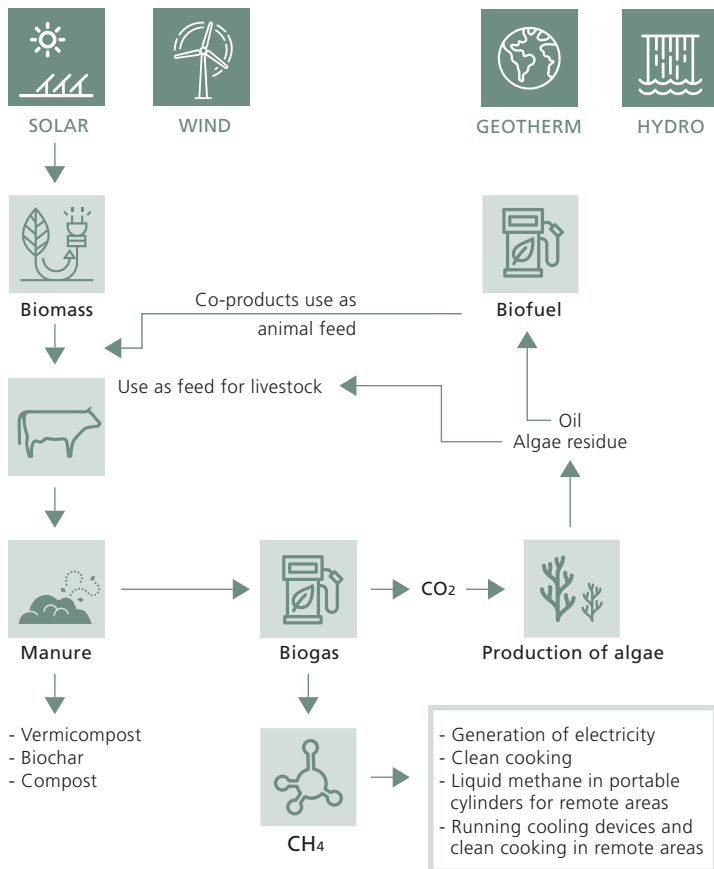 SOLAR
WIND
GEOTHERM
HYDRO
Biomass
Co-products use as
animal feed
Biofuel
Use as feed for livestock
Oil
Algae residue
Manure
Biogas
CO2
Production of algae
- Vermicompost
- Biochar
- Compost
CH4
- Generation of electricity
- Clean cooking
- Liquid methane in portable
cylinders for remote areas
- Running cooling devices and
clean cooking in remote areas